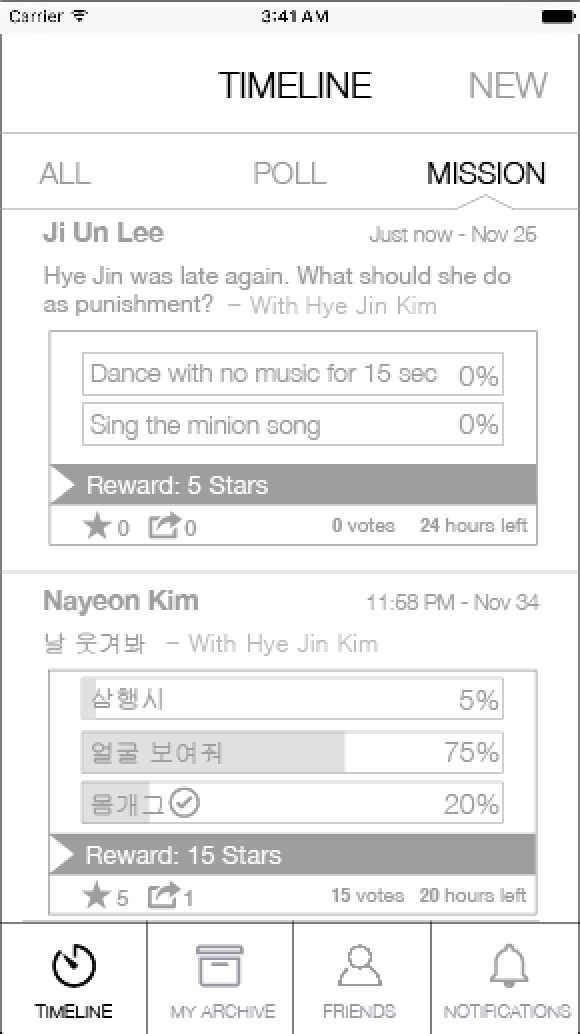 Carrier 3:41 AM
TIMELINE NEW
ALL POLL MISSION
Ji Un Lee Just now - Nov 25
Hye Jin was late again. What should she do
as punishment? – With Hye Jin Kim
Dance with no music for 15 sec 0%
Sing the minion song 0%
Reward: 5 Stars
0 0 0 votes 24 hours left
Nayeon Kim 11:58 PM - Nov 34
날 웃겨봐 – With Hye Jin Kim
삼행시 5%
얼굴 보여줘 75%
몸개그 20%
Reward: 15 Stars
5 1 15 votes 20 hours left
TIMELINE MY ARCHIVE FRIENDS NOTIFICATIONS